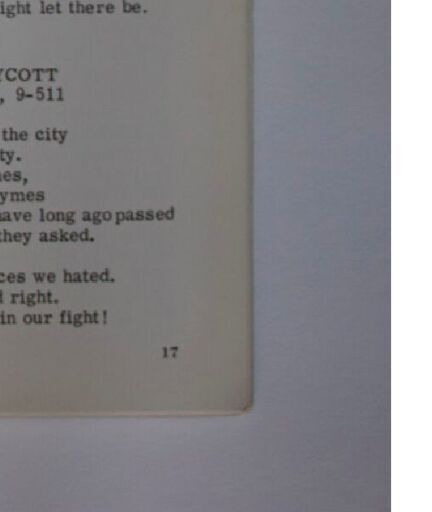 ight let there be.
YCOTT
, 9-511
the city
ty.
es,
ymes
ave long ago passed
they asked.
ces we hated.
right.
in our fight!
17